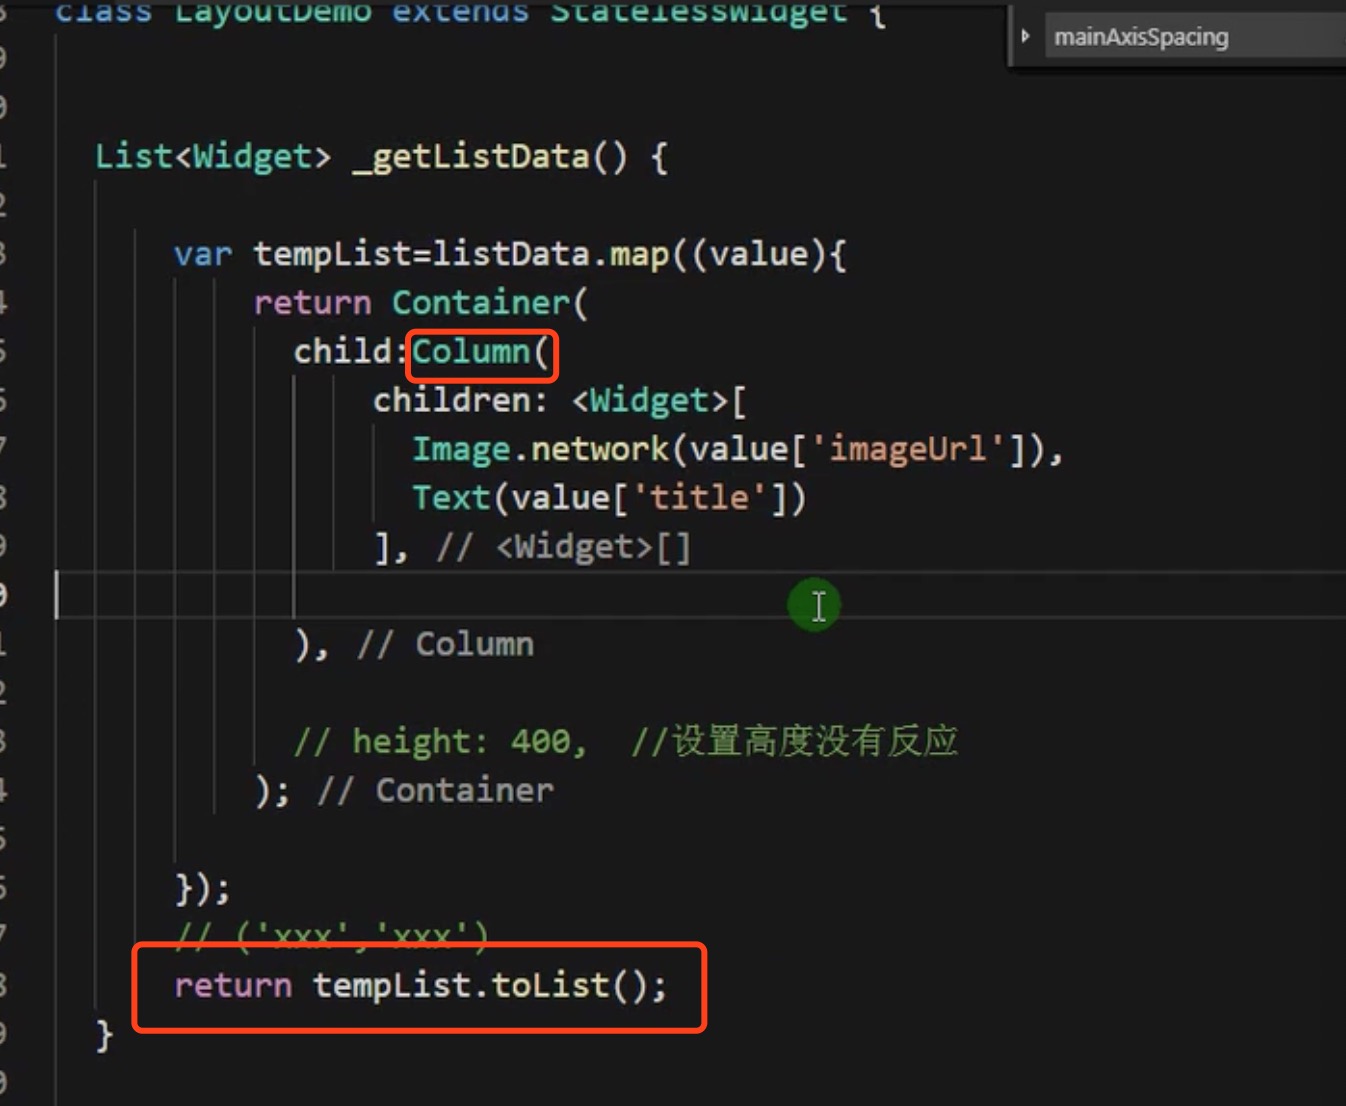 class LayoutDemo extends StatelessWidget {
mainAxisSpacing
List<Widget> _getListData() {
var tempList=listData.map((value){
return Container(
child:Column(
children: <Widget>[
Image.network(value['imageUrl']),
Text(value['title'])
], // <Widget>[]
), // Column
// height: 400, //设置高度没有反应
); // Container
});
// ('xxx','xxx')
return tempList.toList();
}